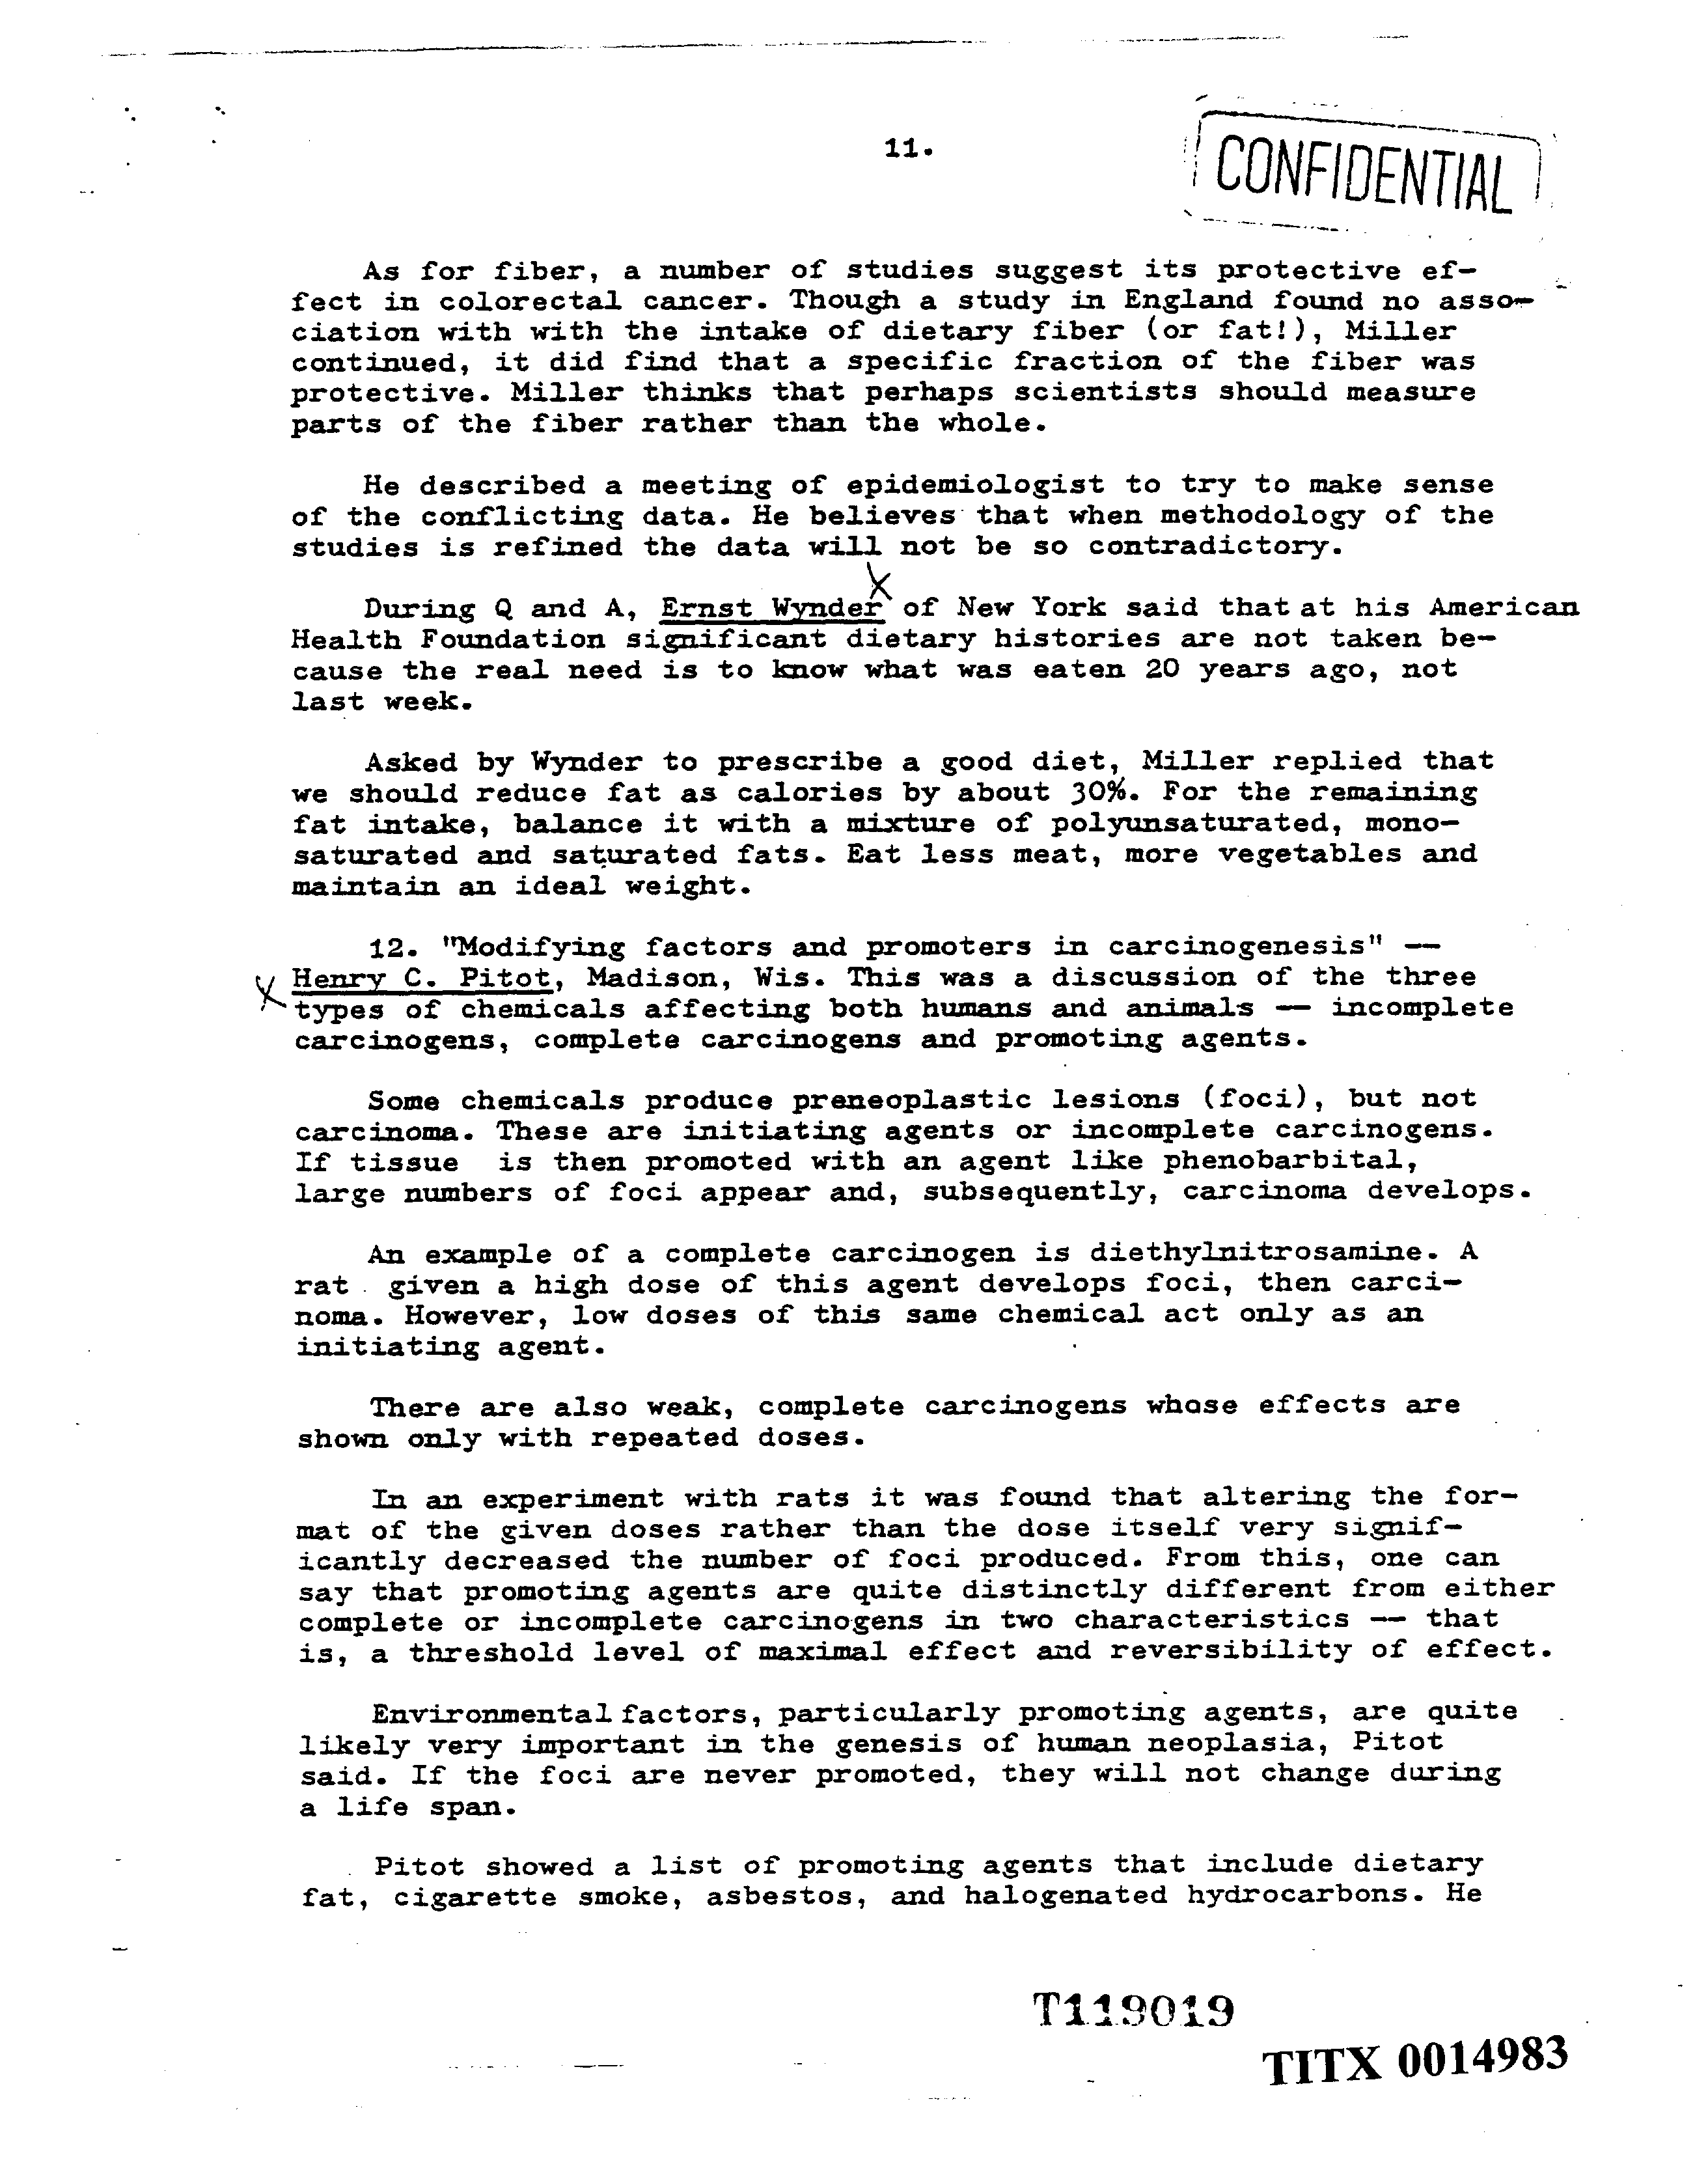 11.
CONFIDENTIAL
As for fiber, a number of studies suggest its protective ef-
fect in colorectal cancer. Though a study in England found no asso-
ciation with with the intake of dietary fiber (or fat!), Miller
continued, it did find that a specific fraction of the fiber was
protective. Miller thinks that perhaps scientists should measure
parts of the fiber rather than the whole.
He described a meeting of epidemiologist to try to make sense
of the conflicting data. He believes that when methodology of the
studies is refined the data will not be so contradictory.
During Q and A, Ernst Wynder of New York said that at his American
Health Foundation significant dietary histories are not taken be-
cause the real need is to know what was eaten 20 years ago, not
last week.
Asked by Wynder to prescribe a good diet, Miller replied that
we should reduce fat as calories by about 30%. For the remaining
fat intake, balance it with a mixture of polyunsaturated, mono-
saturated and saturated fats. Eat less meat, more vegetables and
maintain an ideal weight.
12. "Modifying factors and promoters in carcinogenesis" —
Henry C. Pitot, Madison, Wis. This was a discussion of the three
types of chemicals affecting both humans and animals — incomplete
carcinogens, complete carcinogens and promoting agents.
Some chemicals produce preneoplastic lesions (foci), but not
carcinoma. These are initiating agents or incomplete carcinogens.
If tissue is then promoted with an agent like phenobarbital,
large numbers of foci appear and, subsequently, carcinoma develops.
An example of a complete carcinogen is diethylnitrosamine. A
rat given a high dose of this agent develops foci, then carci-
noma. However, low doses of this same chemical act only as an
initiating agent.
There are also weak, complete carcinogens whose effects are
shown only with repeated doses.
In an experiment with rats it was found that altering the for-
mat of the given doses rather than the dose itself very signif-
icantly decreased the number of foci produced. From this, one can
say that promoting agents are quite distinctly different from either
complete or incomplete carcinogens in two characteristics — that
is, a threshold level of maximal effect and reversibility of effect.
Environmental factors, particularly promoting agents, are quite
likely very important in the genesis of human neoplasia, Pitot
said. If the foci are never promoted, they will not change during
a life span.
Pitot showed a list of promoting agents that include dietary
fat, cigarette smoke, asbestos, and halogenated hydrocarbons. He
T119019
TITX 0014983